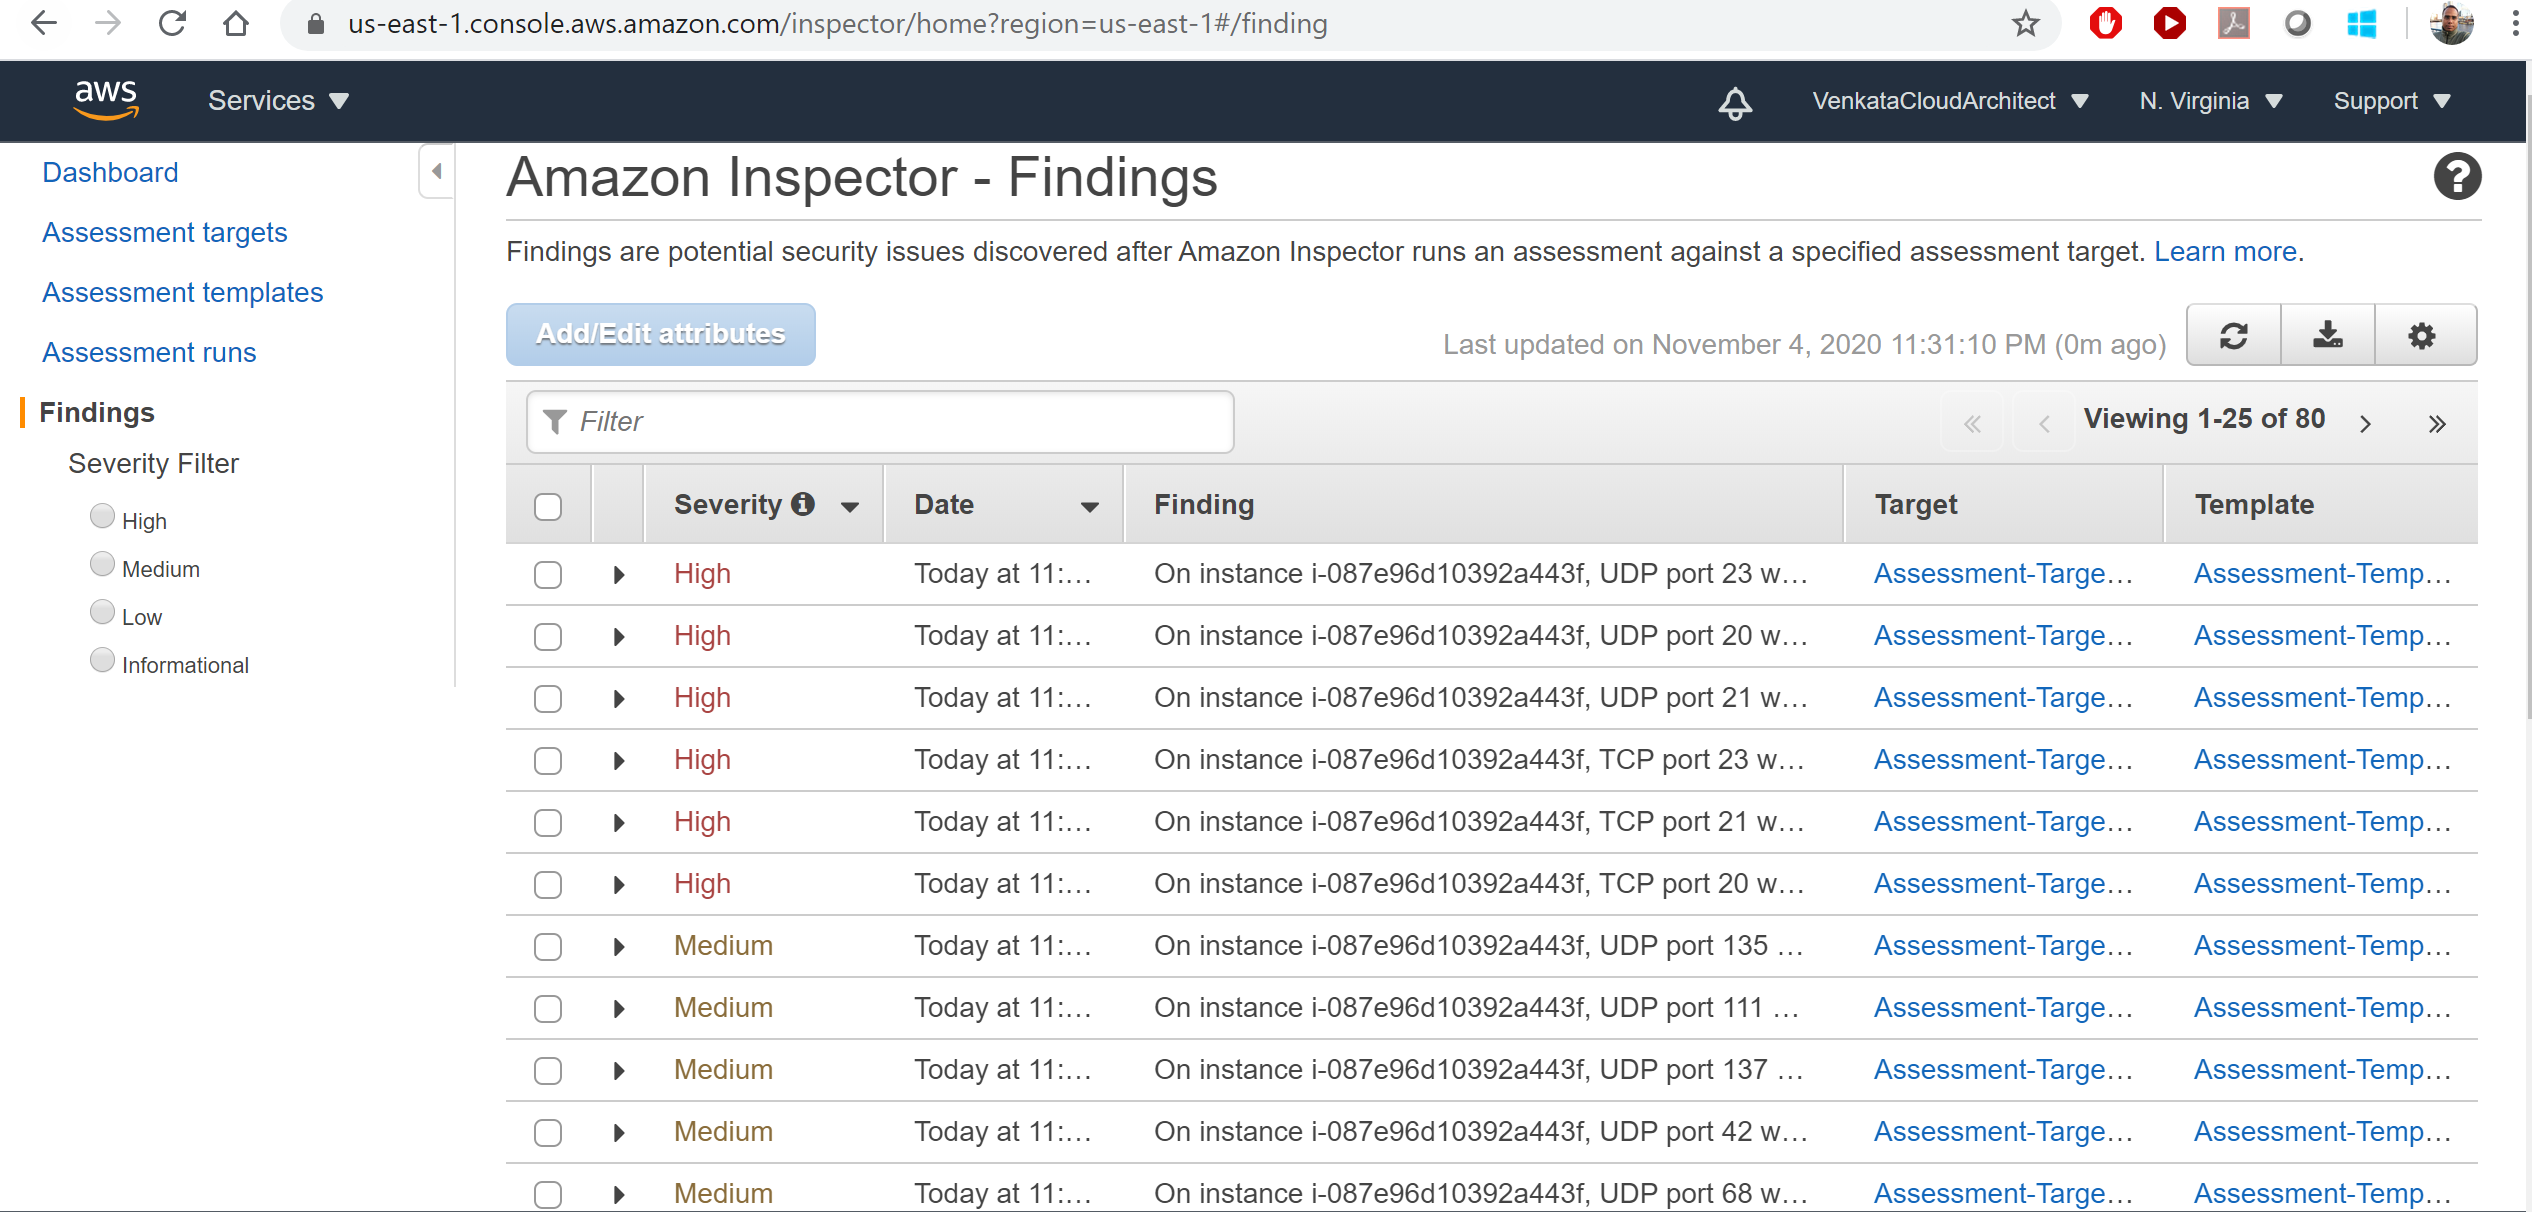 us-east-1.console.aws.amazon.com/inspector/home?region=us-east-1#/finding
aws Services VenkataCloudArchitect N. Virginia Support
Dashboard
Assessment targets
Assessment templates
Assessment runs
Findings
Severity Filter
High
Medium
Low
Informational
Amazon Inspector - Findings
Findings are potential security issues discovered after Amazon Inspector runs an assessment against a specified assessment target. Learn more.
Add/Edit attributes
Last updated on November 4, 2020 11:31:10 PM (0m ago)
Filter
Viewing 1-25 of 80
Severity Date Finding Target Template
High Today at 11:… On instance i-087e96d10392a443f, UDP port 23 w… Assessment-Targe… Assessment-Temp…
High Today at 11:… On instance i-087e96d10392a443f, UDP port 20 w… Assessment-Targe… Assessment-Temp…
High Today at 11:… On instance i-087e96d10392a443f, UDP port 21 w… Assessment-Targe… Assessment-Temp…
High Today at 11:… On instance i-087e96d10392a443f, TCP port 23 w… Assessment-Targe… Assessment-Temp…
High Today at 11:… On instance i-087e96d10392a443f, TCP port 21 w… Assessment-Targe… Assessment-Temp…
High Today at 11:… On instance i-087e96d10392a443f, TCP port 20 w… Assessment-Targe… Assessment-Temp…
Medium Today at 11:… On instance i-087e96d10392a443f, UDP port 135 … Assessment-Targe… Assessment-Temp…
Medium Today at 11:… On instance i-087e96d10392a443f, UDP port 111 … Assessment-Targe… Assessment-Temp…
Medium Today at 11:… On instance i-087e96d10392a443f, UDP port 137 … Assessment-Targe… Assessment-Temp…
Medium Today at 11:… On instance i-087e96d10392a443f, UDP port 42 w… Assessment-Targe… Assessment-Temp…
Medium Today at 11:… On instance i-087e96d10392a443f, UDP port 68 w… Assessment-Targe… Assessment-Temp…